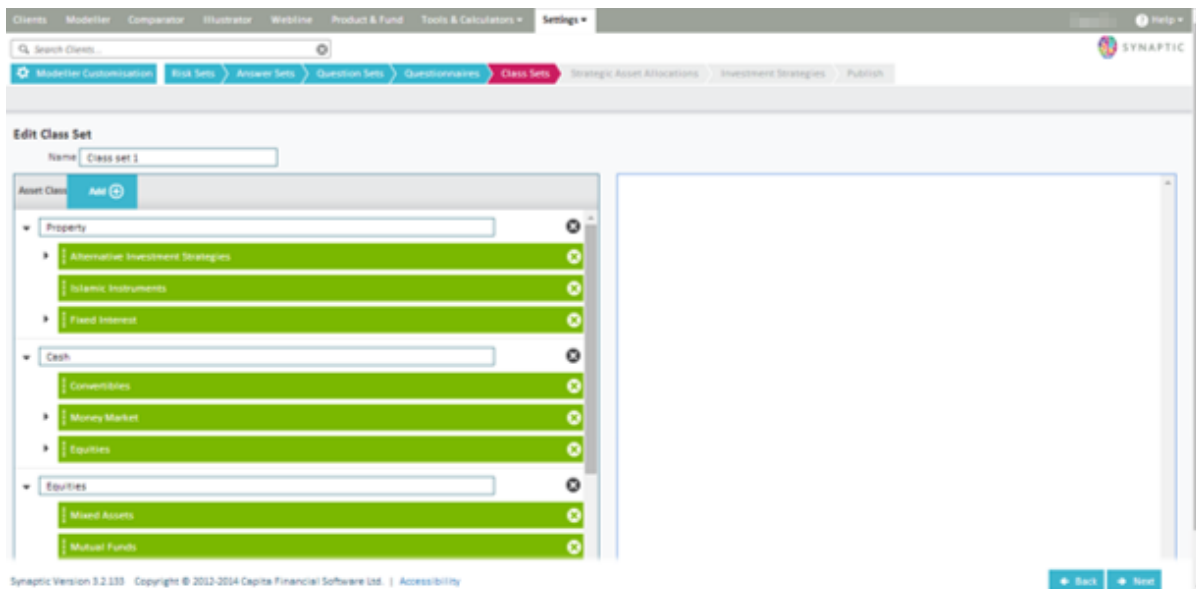 Clients Modeller Comparator Illustrator Webline Product & Fund Tools & Calculators Settings Help
Search Clients...
SYNAPTIC
Modeller Customisation Risk Sets Answer Sets Question Sets Questionnaires Class Sets Strategic Asset Allocations Investment Strategies Publish
Edit Class Set
Name Class set 1
Asset Class Add
Property
Alternative Investment Strategies
Islamic Instruments
Fixed Interest
Cash
Convertibles
Money Market
Equities
Equities
Mixed Assets
Mutual Funds
Synaptic Version 3.2.133 Copyright © 2012-2014 Capita Financial Software Ltd. | Accessibility
Back Next